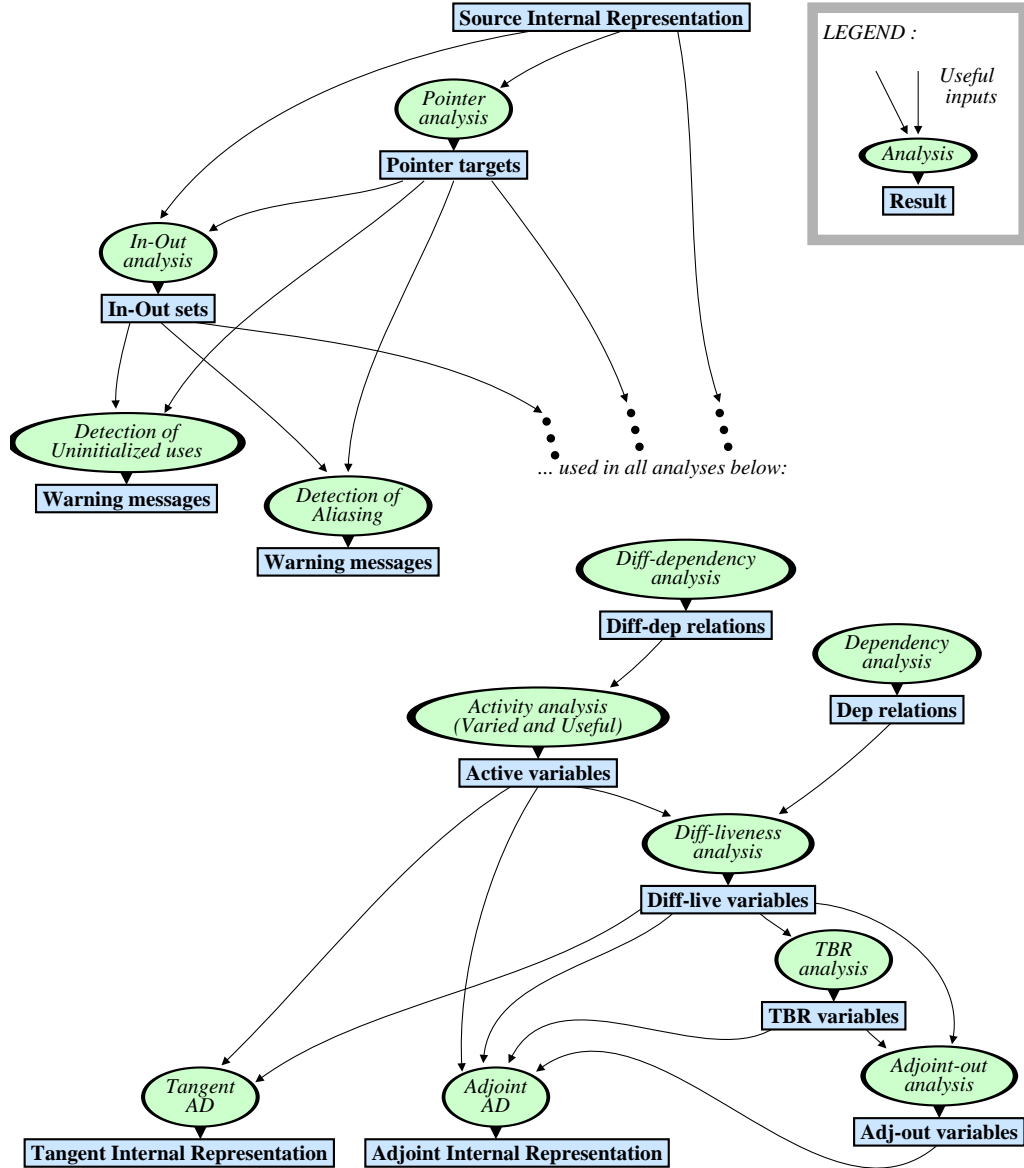 Source Internal Representation
LEGEND :
Useful
inputs
Analysis
Result
Pointer
analysis
Pointer targets
In-Out
analysis
In-Out sets
Detection of
Uninitialized uses
Warning messages
... used in all analyses below:
Detection of
Aliasing
Warning messages
Diff-dependency
analysis
Diff-dep relations
Dependency
analysis
Dep relations
Activity analysis
(Varied and Useful)
Active variables
Diff-liveness
analysis
Diff-live variables
TBR
analysis
TBR variables
Adjoint-out
analysis
Adj-out variables
Tangent
AD
Tangent Internal Representation
Adjoint
AD
Adjoint Internal Representation